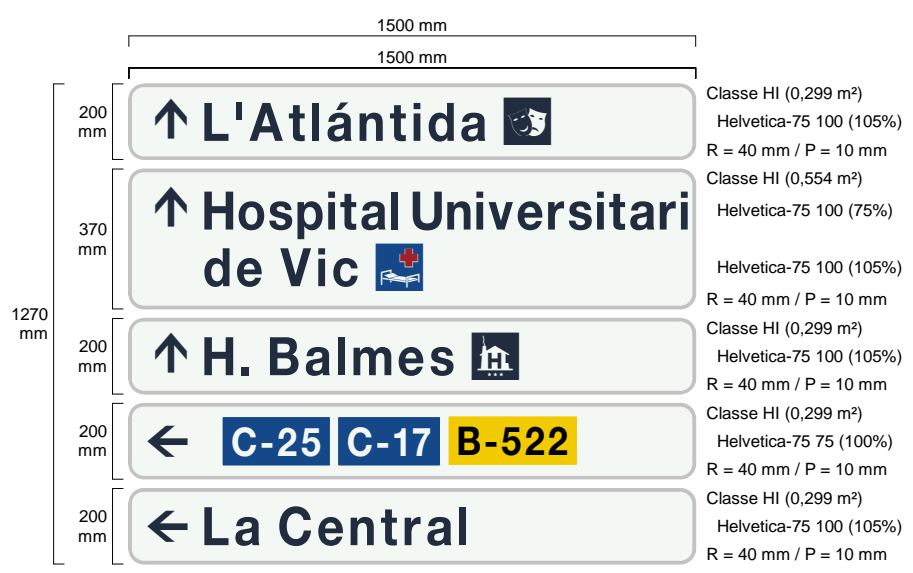 1500 mm
1500 mm
1270 mm
200 mm
L'Atlántida
Classe HI (0,299 m²)
Helvetica-75 100 (105%)
R = 40 mm / P = 10 mm
370 mm
Hospital Universitari
de Vic
Classe HI (0,554 m²)
Helvetica-75 100 (75%)
Helvetica-75 100 (105%)
R = 40 mm / P = 10 mm
200 mm
H. Balmes
H
Classe HI (0,299 m²)
Helvetica-75 100 (105%)
R = 40 mm / P = 10 mm
200 mm
C-25 C-17 B-522
Classe HI (0,299 m²)
Helvetica-75 75 (100%)
R = 40 mm / P = 10 mm
200 mm
La Central
Classe HI (0,299 m²)
Helvetica-75 100 (105%)
R = 40 mm / P = 10 mm